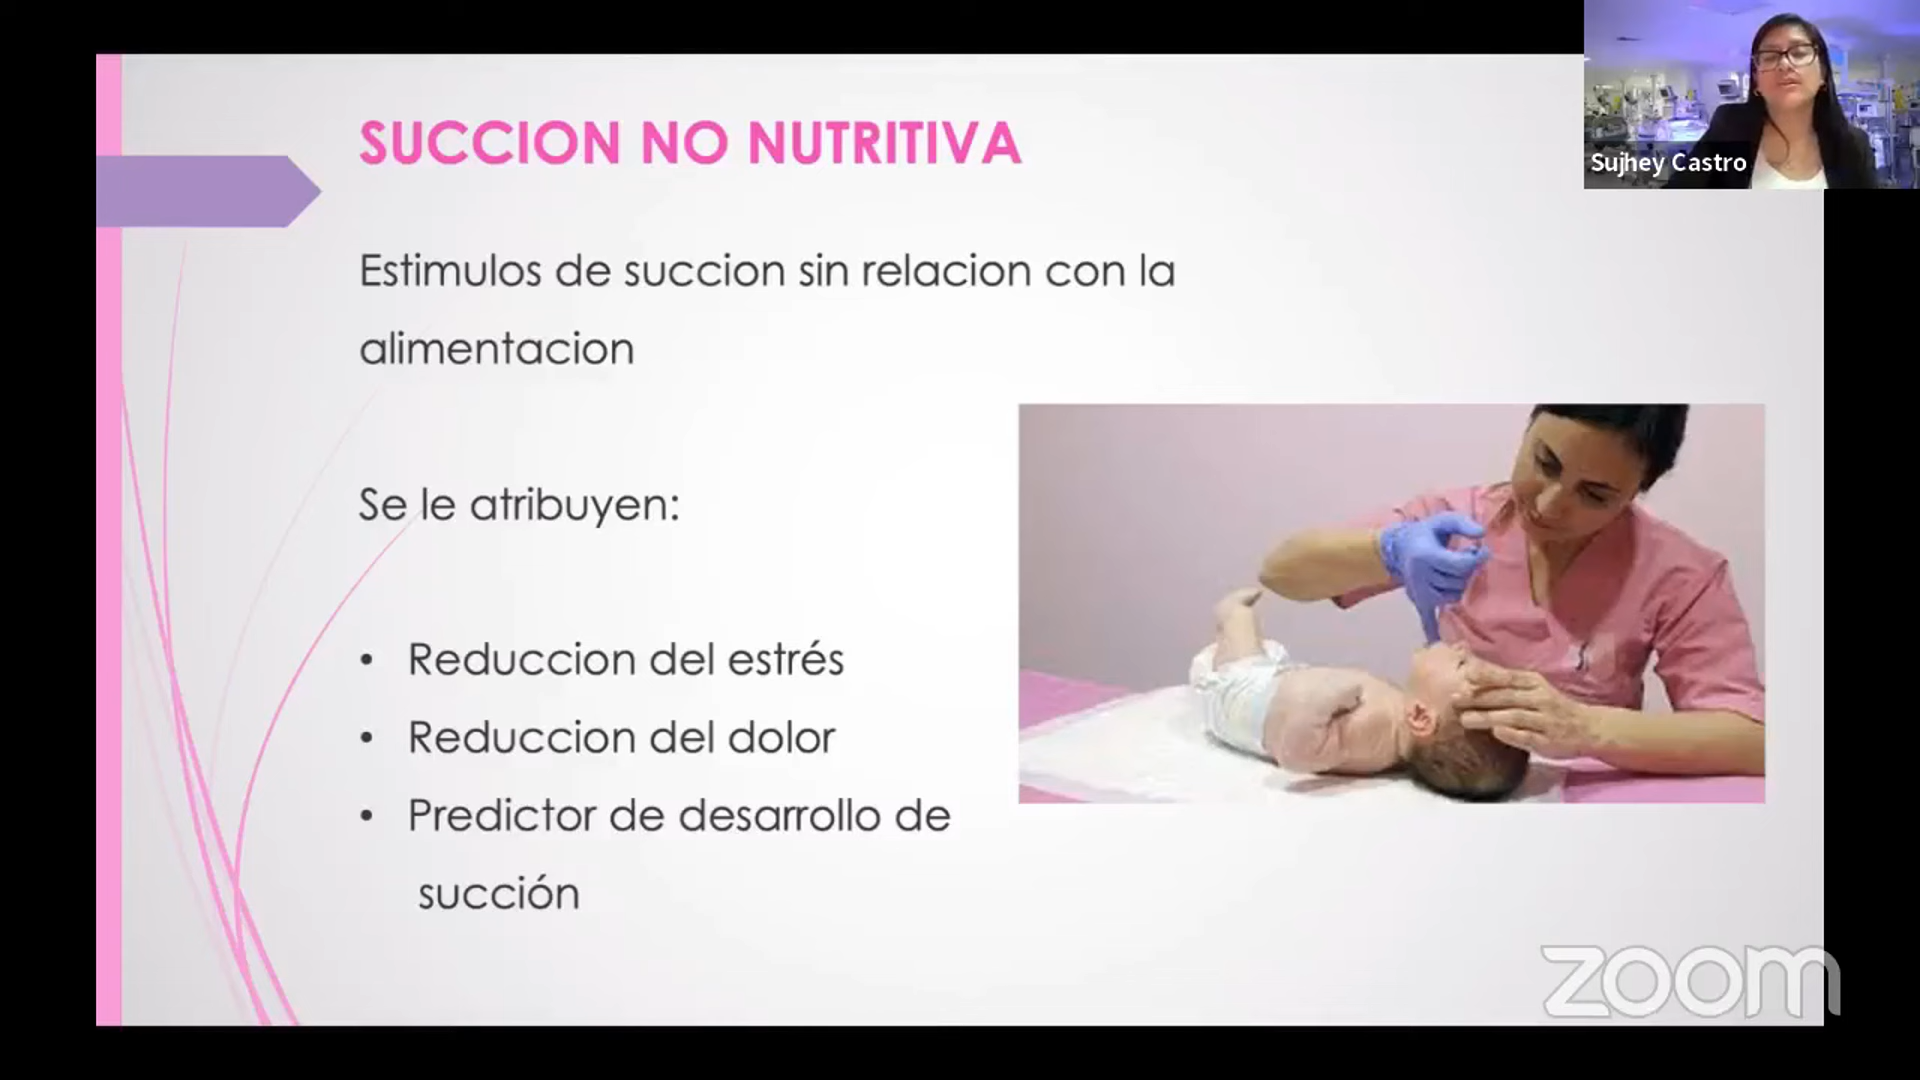 SUCCION NO NUTRITIVA
Estimulos de succion sin relacion con la
alimentacion
Se le atribuyen:
• Reduccion del estrés
• Reduccion del dolor
• Predictor de desarrollo de
succión
Sujhey Castro
zoom